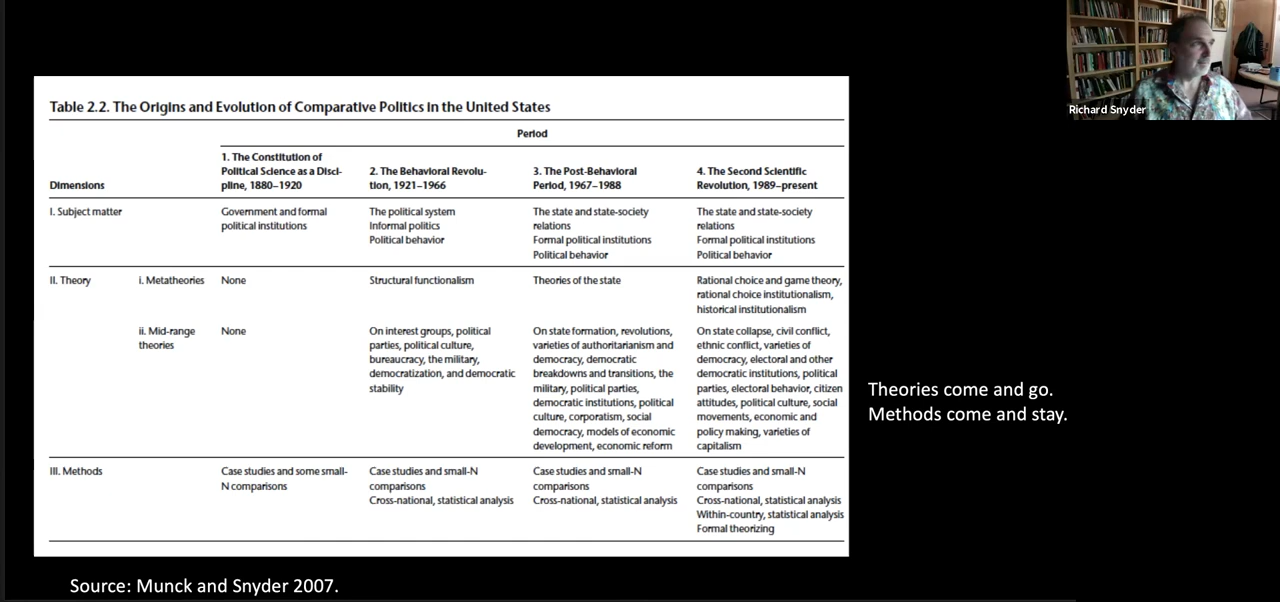 Richard Snyder
Table 2.2. The Origins and Evolution of Comparative Politics in the United States
Period
Dimensions
1. The Constitution of
Political Science as a Disci-
pline, 1880–1920
2. The Behavioral Revolu-
tion, 1921–1966
3. The Post-Behavioral
Period, 1967–1988
4. The Second Scientific
Revolution, 1989–present
I. Subject matter
Government and formal
political institutions
The political system
Informal politics
Political behavior
The state and state-society
relations
Formal political institutions
Political behavior
The state and state-society
relations
Formal political institutions
Political behavior
II. Theory
i. Metatheories
None
Structural functionalism
Theories of the state
Rational choice and game theory,
rational choice institutionalism,
historical institutionalism
ii. Mid-range
theories
None
On interest groups, political
parties, political culture,
bureaucracy, the military,
democratization, and democratic
stability
On state formation, revolutions,
varieties of authoritarianism and
democracy, democratic
breakdowns and transitions, the
military, political parties,
democratic institutions, political
culture, corporatism, social
democracy, models of economic
development, economic reform
On state collapse, civil conflict,
ethnic conflict, varieties of
democracy, electoral and other
democratic institutions, political
parties, electoral behavior, citizen
attitudes, political culture, social
movements, economic and
policy making, varieties of
capitalism
III. Methods
Case studies and some small-
N comparisons
Case studies and small-N
comparisons
Cross-national, statistical analysis
Case studies and small-N
comparisons
Cross-national, statistical analysis
Case studies and small-N
comparisons
Cross-national, statistical analysis
Within-country, statistical analysis
Formal theorizing
Theories come and go.
Methods come and stay.
Source: Munck and Snyder 2007.